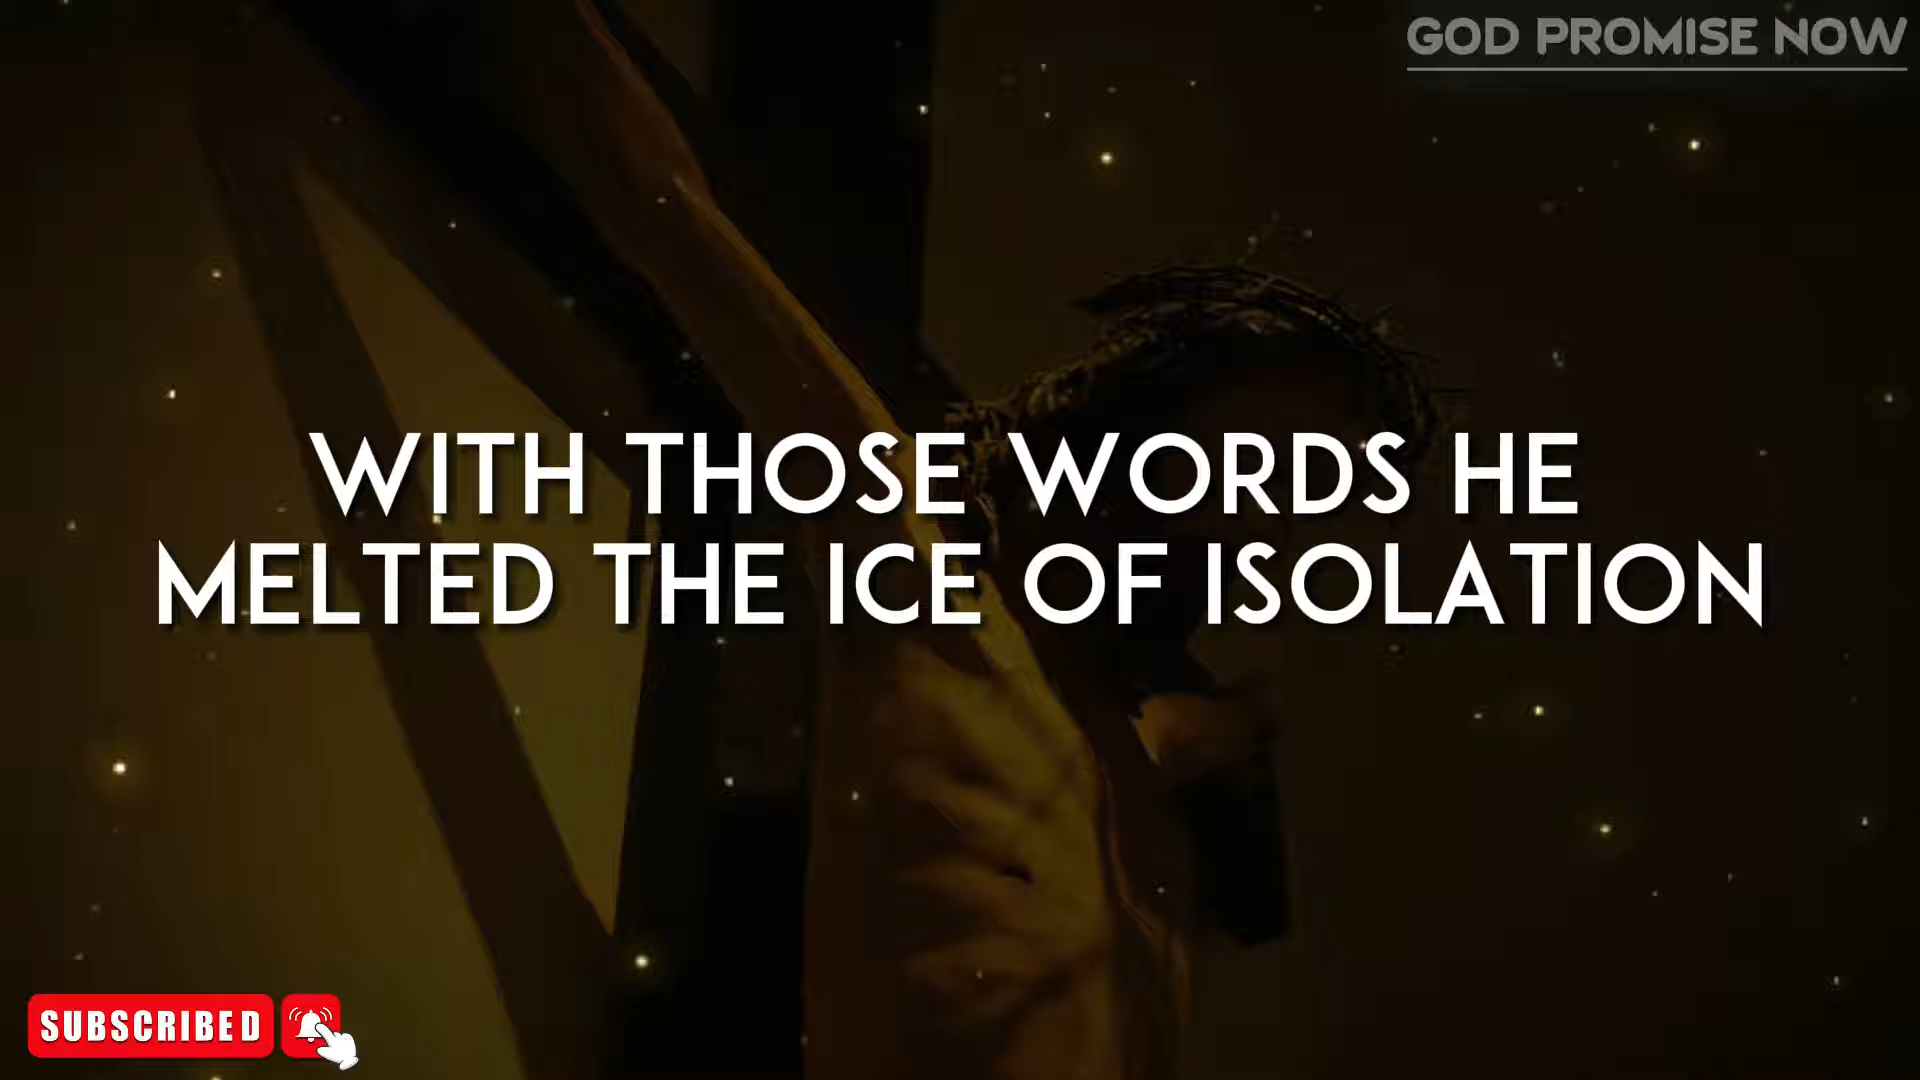 GOD PROMISE NOW
WITH THOSE WORDS HE
MELTED THE ICE OF ISOLATION
SUBSCRIBED